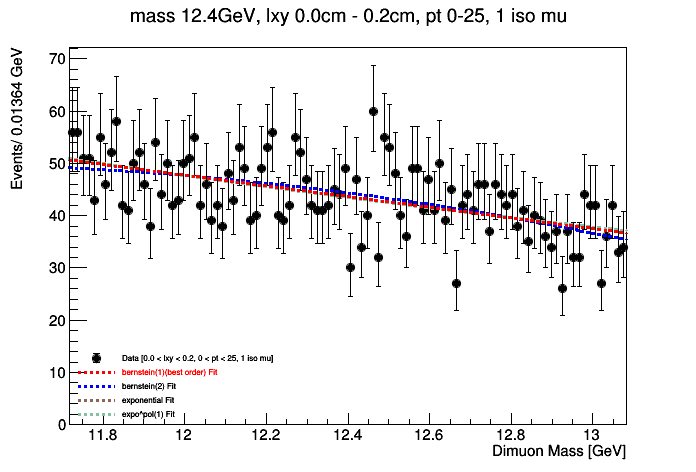 mass 12.4GeV, lxy 0.0cm - 0.2cm, pt 0-25, 1 iso mu
Events/ 0.01364 GeV
70
60
50
40
30
20
10
0
Data [0.0 < lxy < 0.2, 0 < pt < 25, 1 iso mu]
bernstein(1)(best order) Fit
bernstein(2) Fit
exponential Fit
expo*pol(1) Fit
11.8 12 12.2 12.4 12.6 12.8 13
Dimuon Mass [GeV]